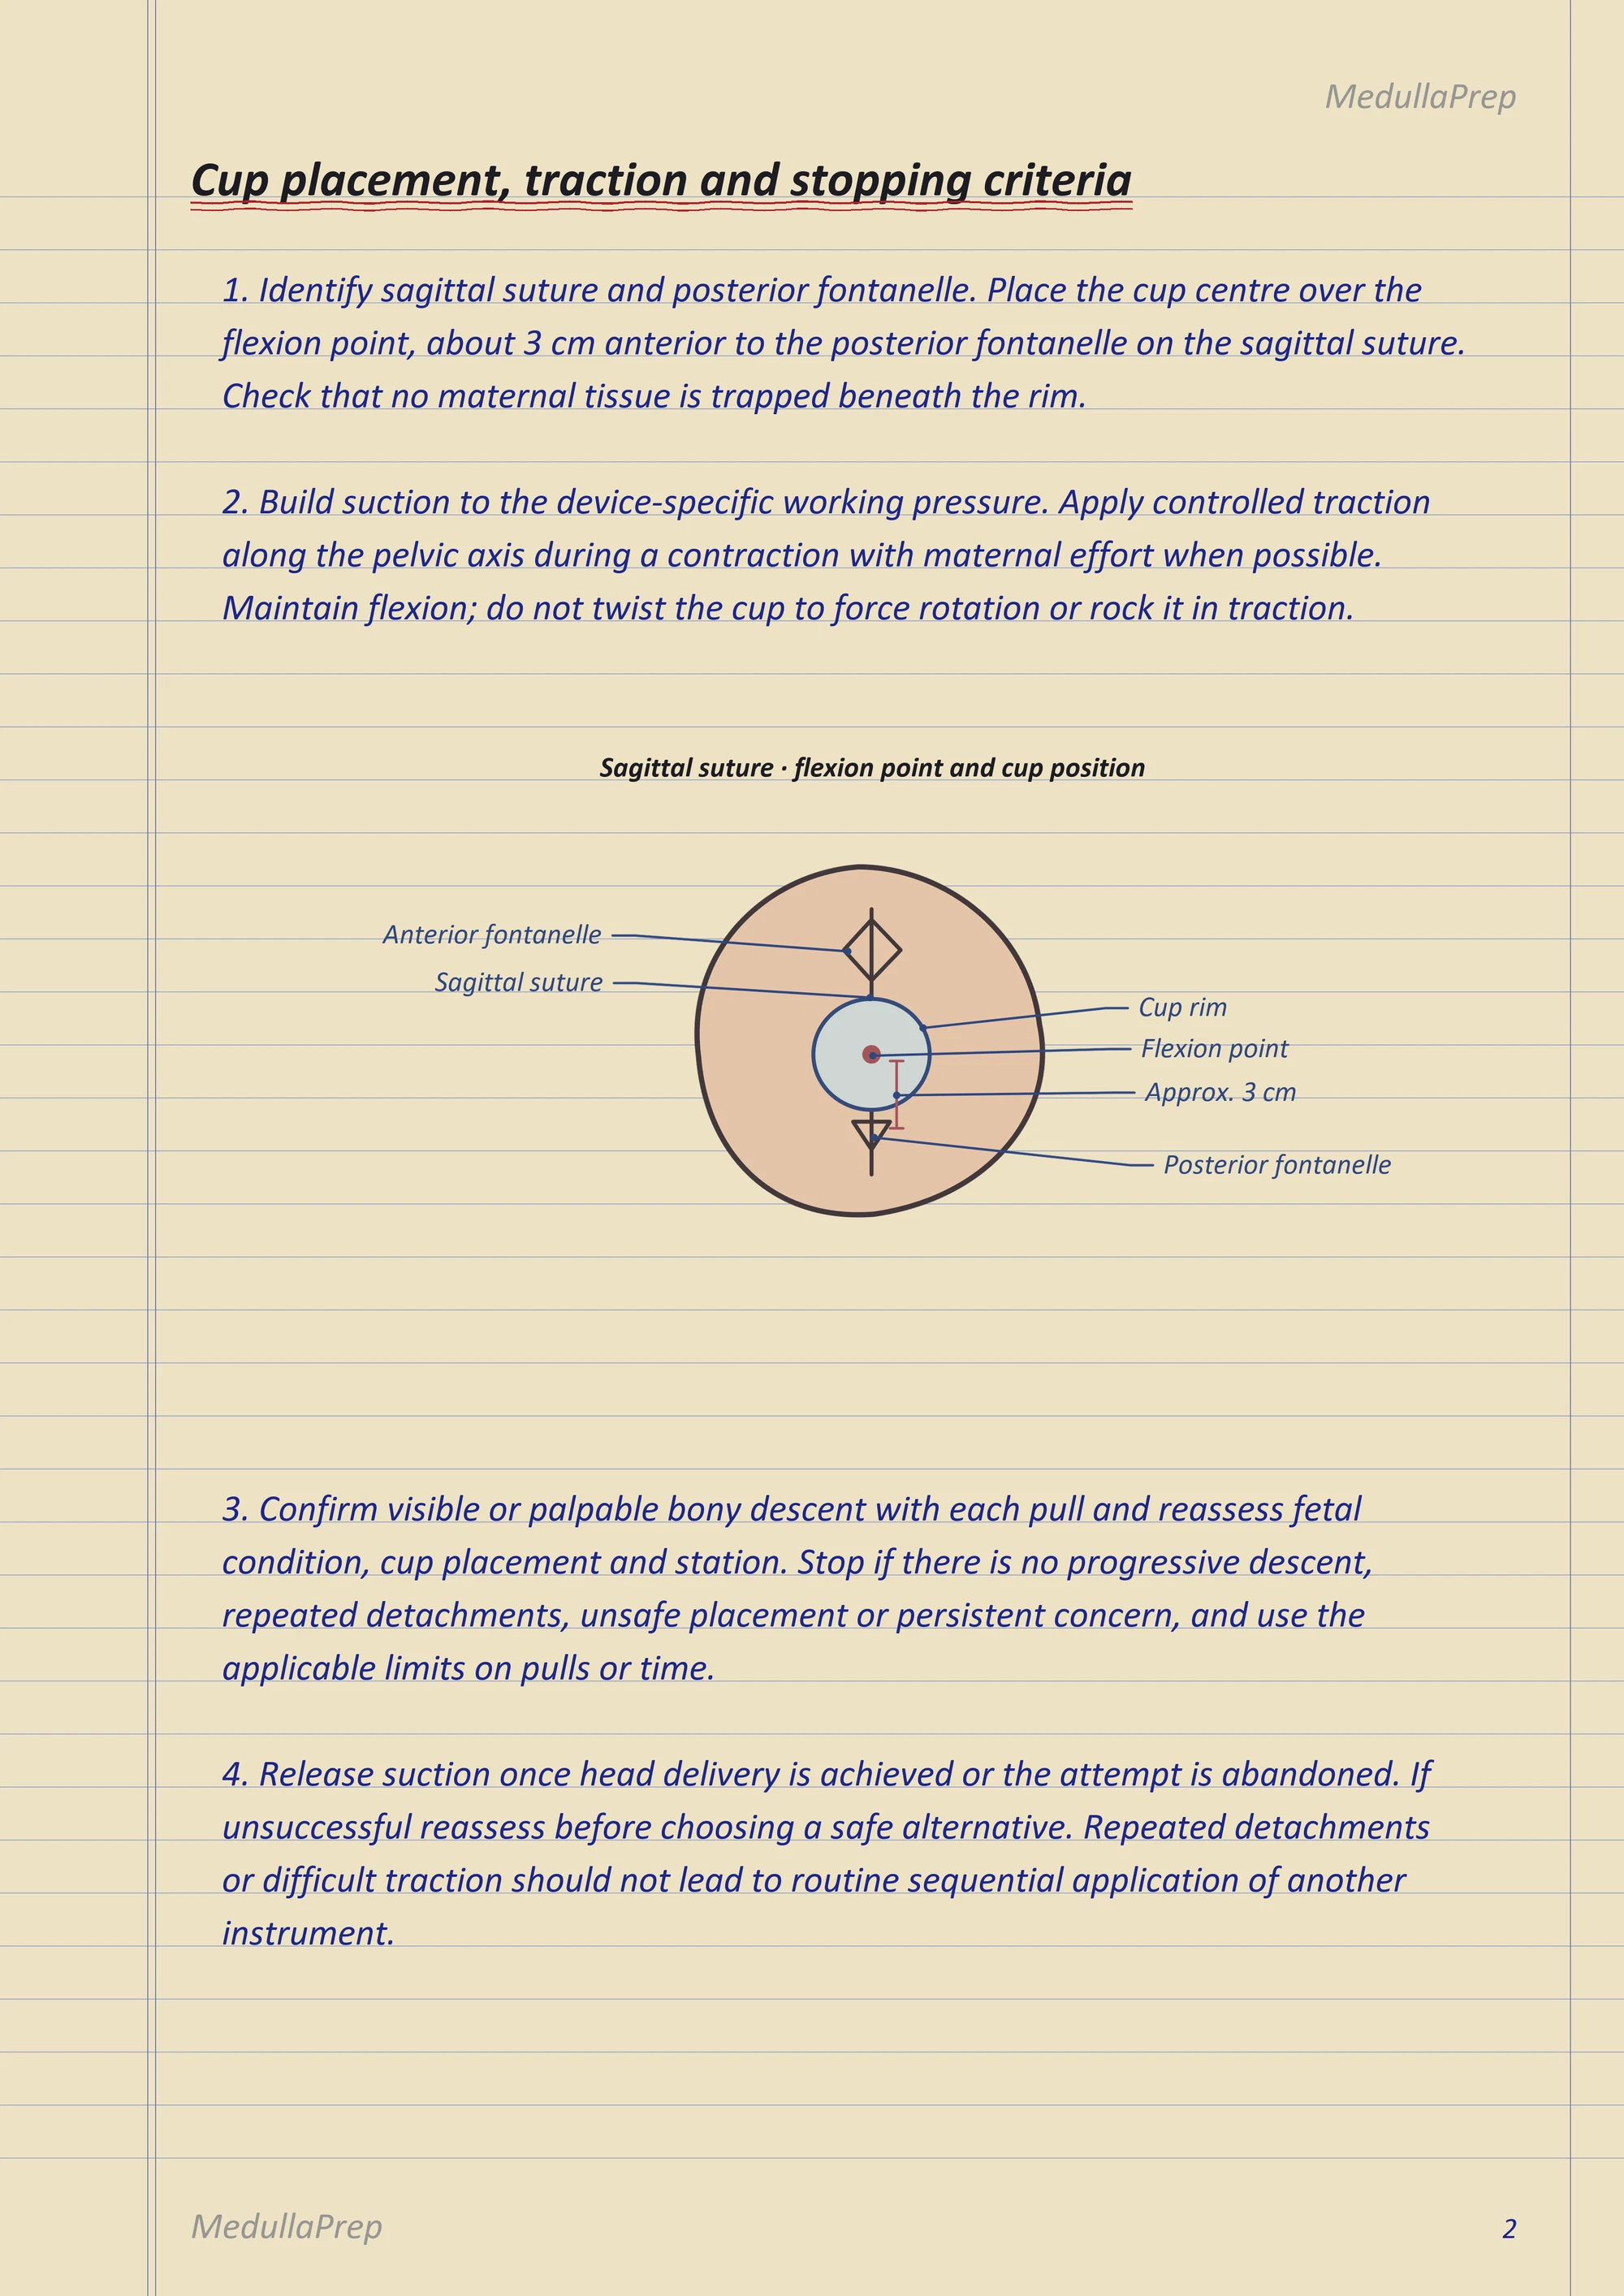 MedullaPrep
Cup placement, traction and stopping criteria
1. Identify sagittal suture and posterior fontanelle. Place the cup centre over the
flexion point, about 3 cm anterior to the posterior fontanelle on the sagittal suture.
Check that no maternal tissue is trapped beneath the rim.
2. Build suction to the device-specific working pressure. Apply controlled traction
along the pelvic axis during a contraction with maternal effort when possible.
Maintain flexion; do not twist the cup to force rotation or rock it in traction.
Sagittal suture · flexion point and cup position
Anterior fontanelle
Sagittal suture
Cup rim
Flexion point
Approx. 3 cm
Posterior fontanelle
3. Confirm visible or palpable bony descent with each pull and reassess fetal
condition, cup placement and station. Stop if there is no progressive descent,
repeated detachments, unsafe placement or persistent concern, and use the
applicable limits on pulls or time.
4. Release suction once head delivery is achieved or the attempt is abandoned. If
unsuccessful reassess before choosing a safe alternative. Repeated detachments
or difficult traction should not lead to routine sequential application of another
instrument.
MedullaPrep
2